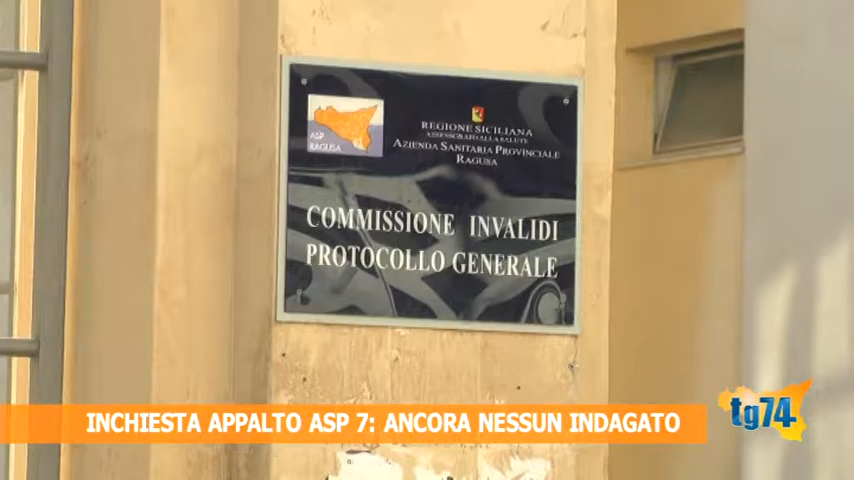 ASP
RAGUSA
REGIONE SICILIANA
ASSESSORATO ALLA SALUTE
AZIENDA SANITARIA PROVINCIALE
RAGUSA
COMMISSIONE INVALIDI
PROTOCOLLO GENERALE
INCHIESTA APPALTO ASP 7: ANCORA NESSUN INDAGATO
tg74